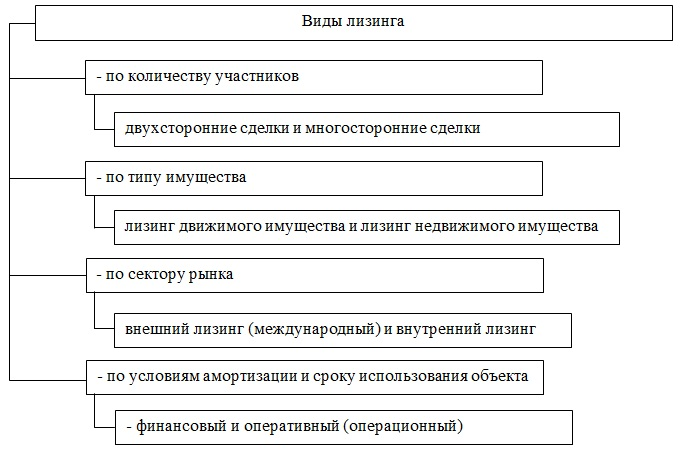 Виды лизинга
- по количеству участников
двухсторонние сделки и многосторонние сделки
- по типу имущества
лизинг движимого имущества и лизинг недвижимого имущества
- по сектору рынка
внешний лизинг (международный) и внутренний лизинг
- по условиям амортизации и сроку использования объекта
- финансовый и оперативный (операционный)